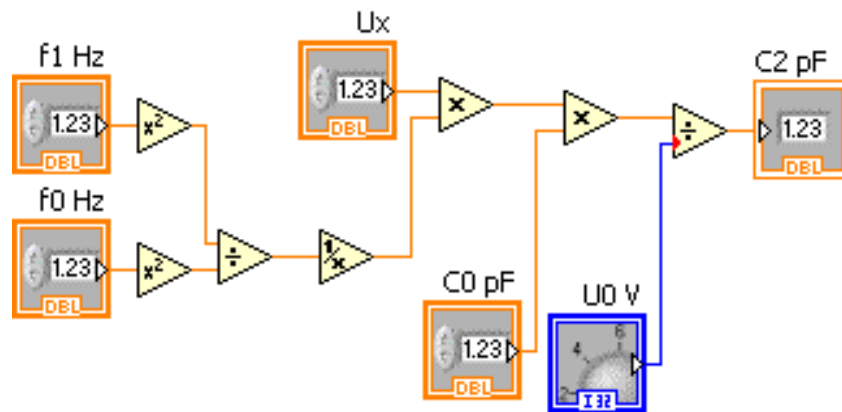 f1 Hz
1.23
DBL
x²
Ux
1.23
DBL
x
x
÷
C2 pF
1.23
DBL
f0 Hz
1.23
DBL
x²
÷
1/x
C0 pF
1.23
DBL
U0 V
2
4
6
I32